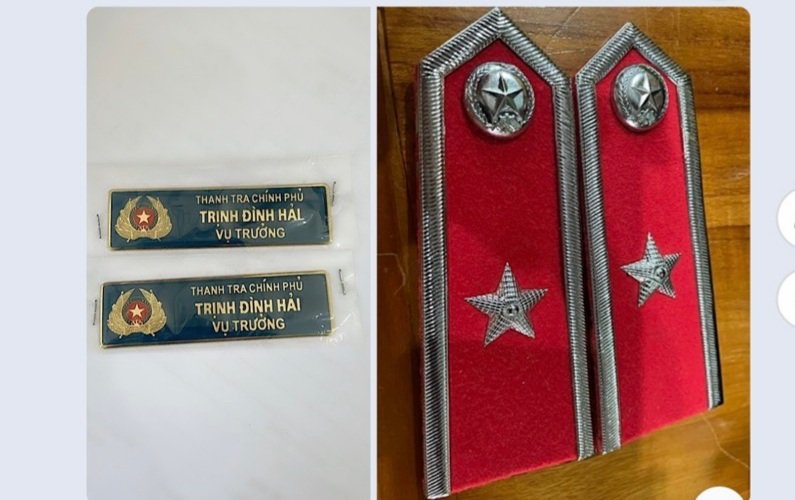 THANH TRA CHÍNH PHỦ
TRỊNH ĐÌNH HẢI
VỤ TRƯỞNG
THANH TRA CHÍNH PHỦ
TRỊNH ĐÌNH HẢI
VỤ TRƯỞNG